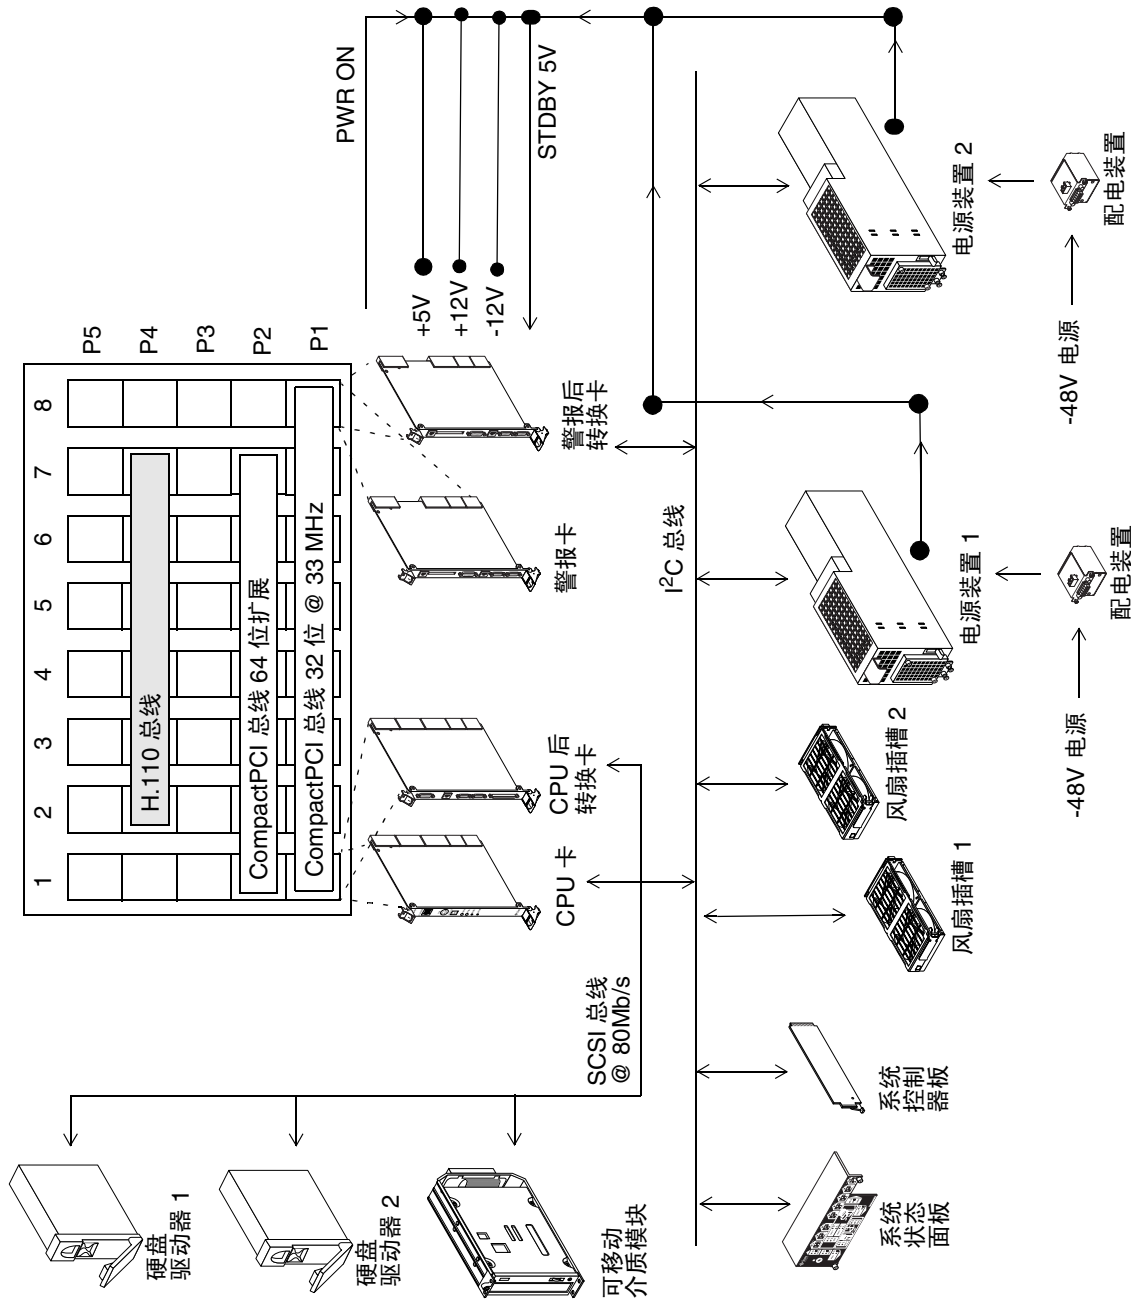 硬盘
驱动器 1
硬盘
驱动器 2
可移动
介质模块
SCSI 总线
@ 80Mb/s
1
2
3
4
5
6
7
8
P5
P4
P3
P2
P1
H.110 总线
CompactPCI 总线 64 位扩展
CompactPCI 总线 32 位 @ 33 MHz
CPU 卡
CPU 后
转换卡
警报卡
警报后
转换卡
PWR ON
+5V
+12V
-12V
STDBY 5V
I²C 总线
系统
状态
面板
系统
控制
器板
风扇插槽 1
风扇插槽 2
电源装置 1
电源装置 2
-48V 电源
配电装置
-48V 电源
配电装置